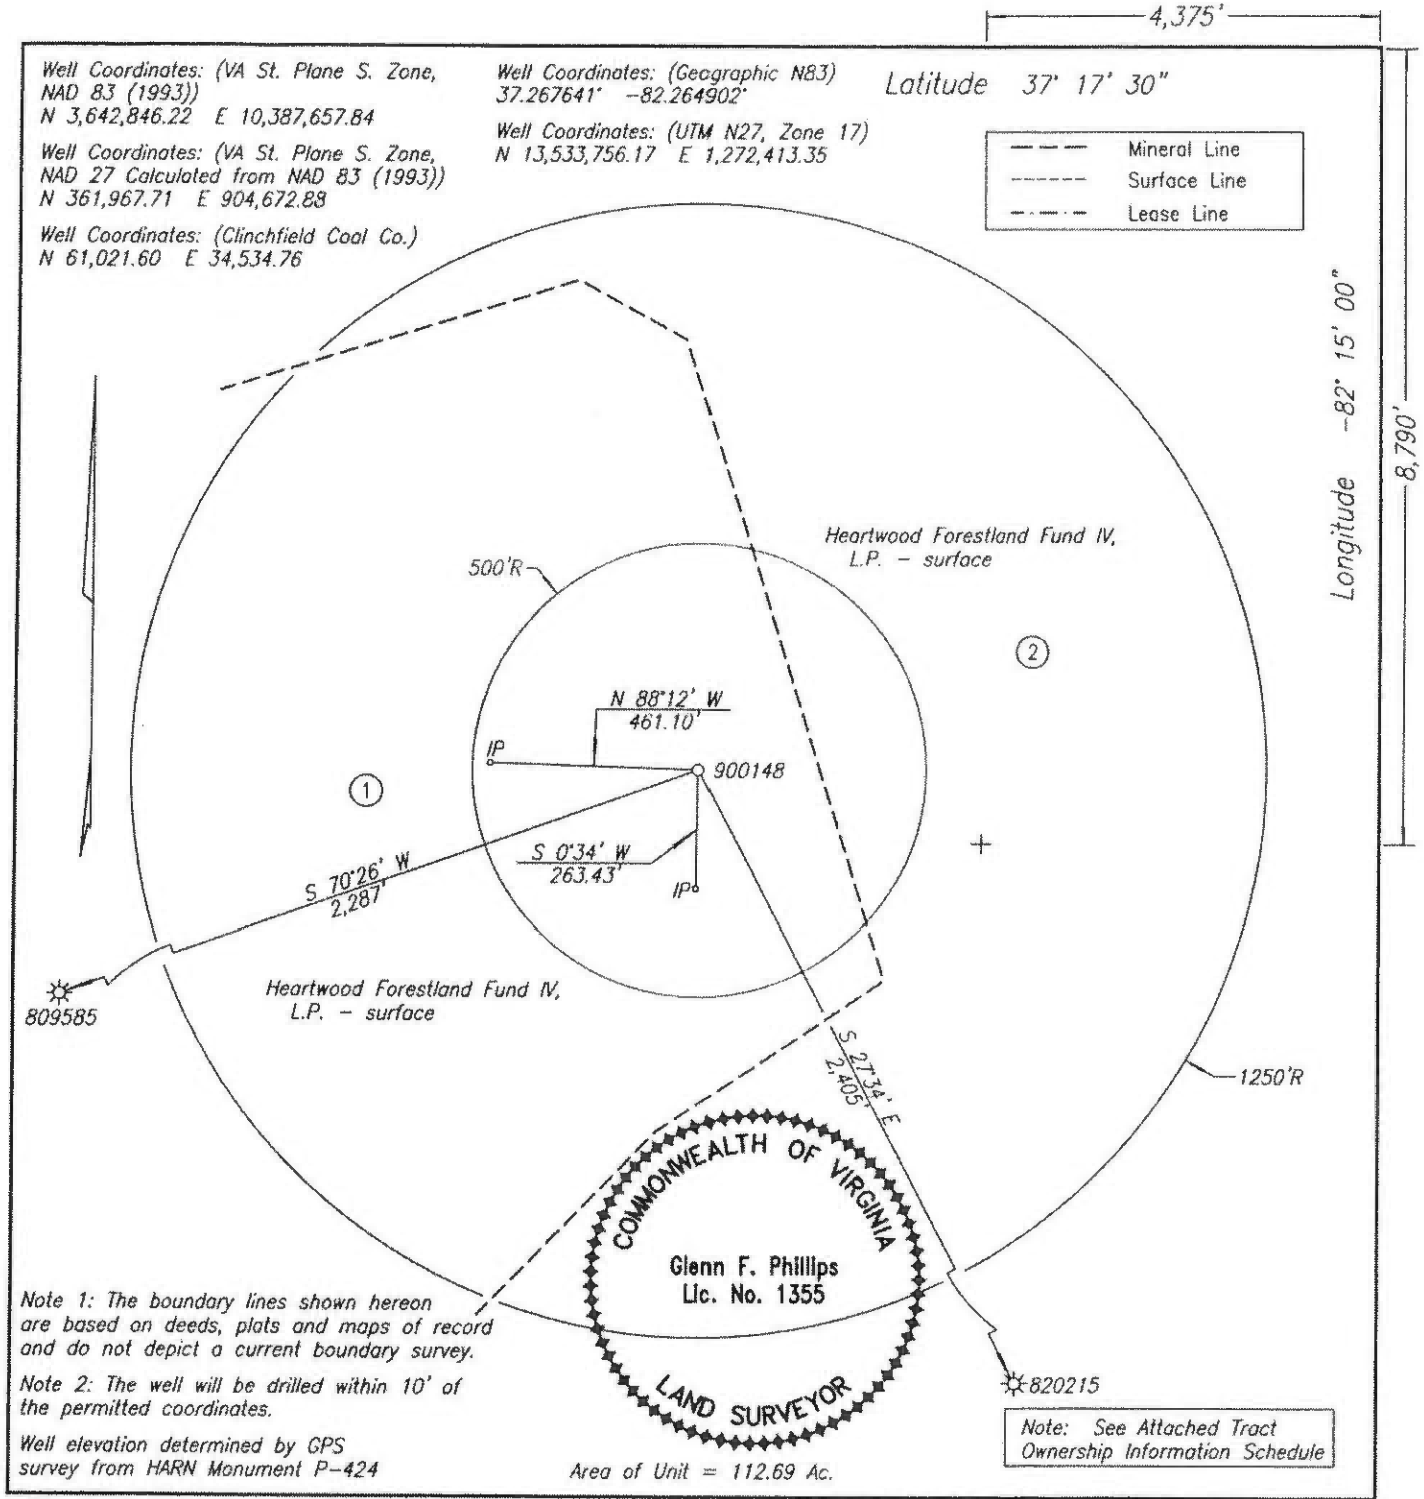 4,375'
Well Coordinates: (VA St. Plane S. Zone,
NAD 83 (1993))
N 3,642,846.22 E 10,387,657.84
Well Coordinates: (VA St. Plane S. Zone,
NAD 27 Calculated from NAD 83 (1993))
N 361,967.71 E 904,672.88
Well Coordinates: (Clinchfield Coal Co.)
N 61,021.60 E 34,534.76
Well Coordinates: (Geographic N83)
37.267641° -82.264902°
Well Coordinates: (UTM N27, Zone 17)
N 13,533,756.17 E 1,272,413.35
Latitude 37° 17' 30"
Mineral Line
Surface Line
Lease Line
Longitude -82° 15' 00"
8,790'
Heartwood Forestland Fund IV,
L.P. - surface
500'R
2
N 88°12' W
461.10'
IP
900148
1
S 0°34' W
263.43'
IP
S 70°26' W
2,287'
809585
Heartwood Forestland Fund IV,
L.P. - surface
S 27°34' E
2,405'
1250'R
COMMONWEALTH OF VIRGINIA
Glenn F. Phillips
Lic. No. 1355
LAND SURVEYOR
820215
Note 1: The boundary lines shown hereon
are based on deeds, plats and maps of record
and do not depict a current boundary survey.
Note 2: The well will be drilled within 10' of
the permitted coordinates.
Well elevation determined by GPS
survey from HARN Monument P-424
Area of Unit = 112.69 Ac.
Note: See Attached Tract
Ownership Information Schedule